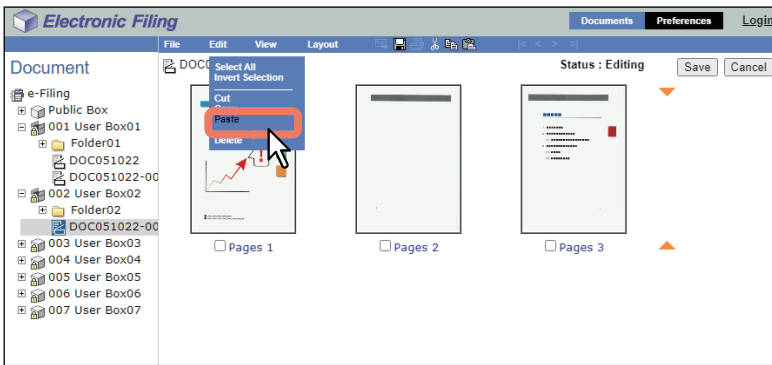 Electronic Filing
Documents Preferences Login
File Edit View Layout
|< < > >|
Document
DOC
Status : Editing
Save Cancel
Select All
Invert Selection
Cut
Paste
Delete
e-Filing
Public Box
001 User Box01
Folder01
DOC051022
DOC051022-00
002 User Box02
Folder02
DOC051022-00
003 User Box03
004 User Box04
005 User Box05
006 User Box06
007 User Box07
!
Pages 1
Pages 2
Pages 3